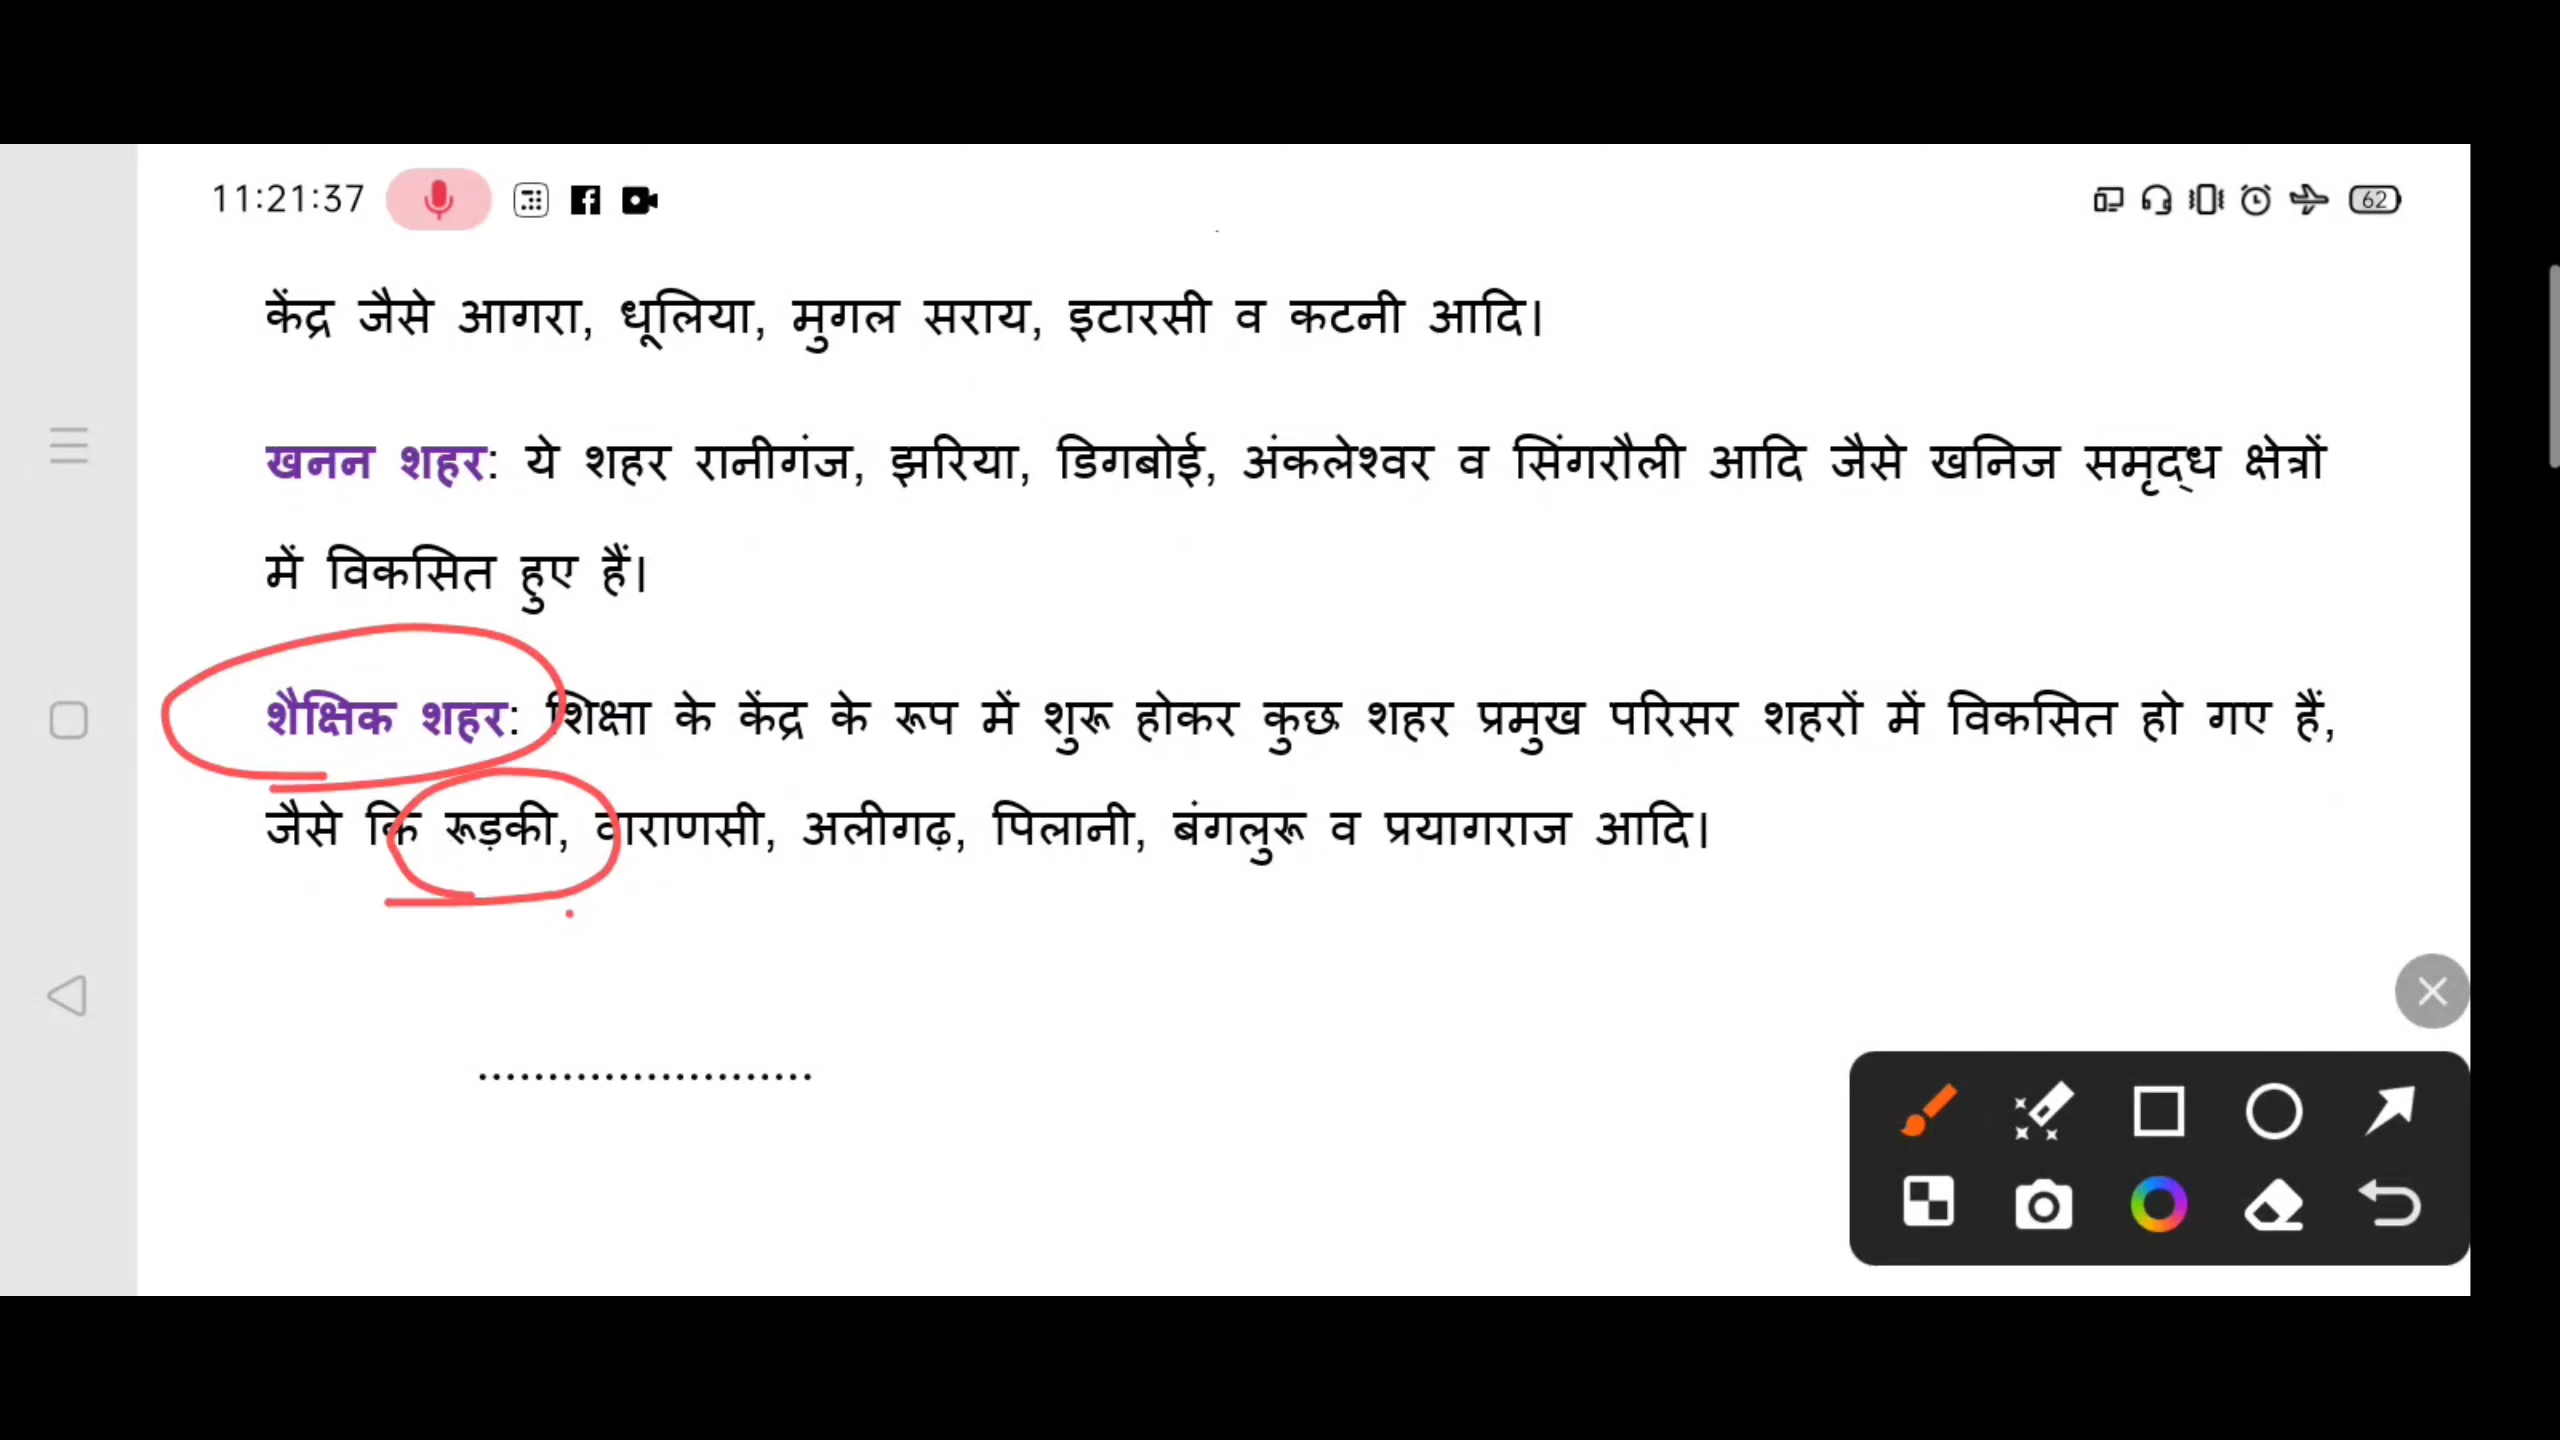 11:21:37 62
केंद्र जैसे आगरा, धूलिया, मुगल सराय, इटारसी व कटनी आदि।
खनन शहर: ये शहर रानीगंज, झरिया, डिगबोई, अंकलेश्वर व सिंगरौली आदि जैसे खनिज समृद्ध क्षेत्रों
में विकसित हुए हैं।
शैक्षिक शहर: शिक्षा के केंद्र के रूप में शुरू होकर कुछ शहर प्रमुख परिसर शहरों में विकसित हो गए हैं,
जैसे कि रूड़की, वाराणसी, अलीगढ़, पिलानी, बंगलुरू व प्रयागराज आदि।
........................